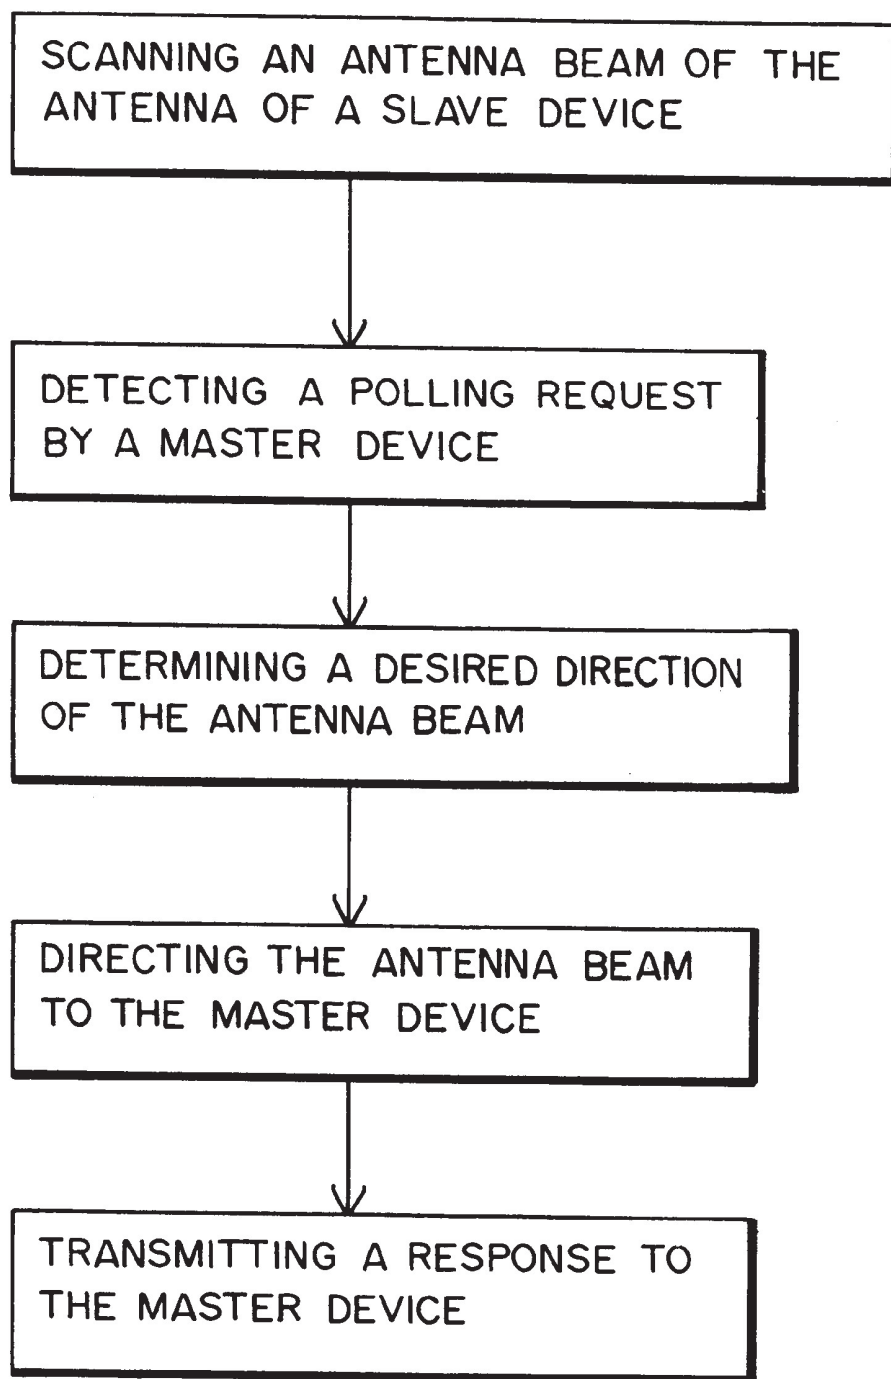 SCANNING AN ANTENNA BEAM OF THE
ANTENNA OF A SLAVE DEVICE
DETECTING A POLLING REQUEST
BY A MASTER DEVICE
DETERMINING A DESIRED DIRECTION
OF THE ANTENNA BEAM
DIRECTING THE ANTENNA BEAM
TO THE MASTER DEVICE
TRANSMITTING A RESPONSE TO
THE MASTER DEVICE